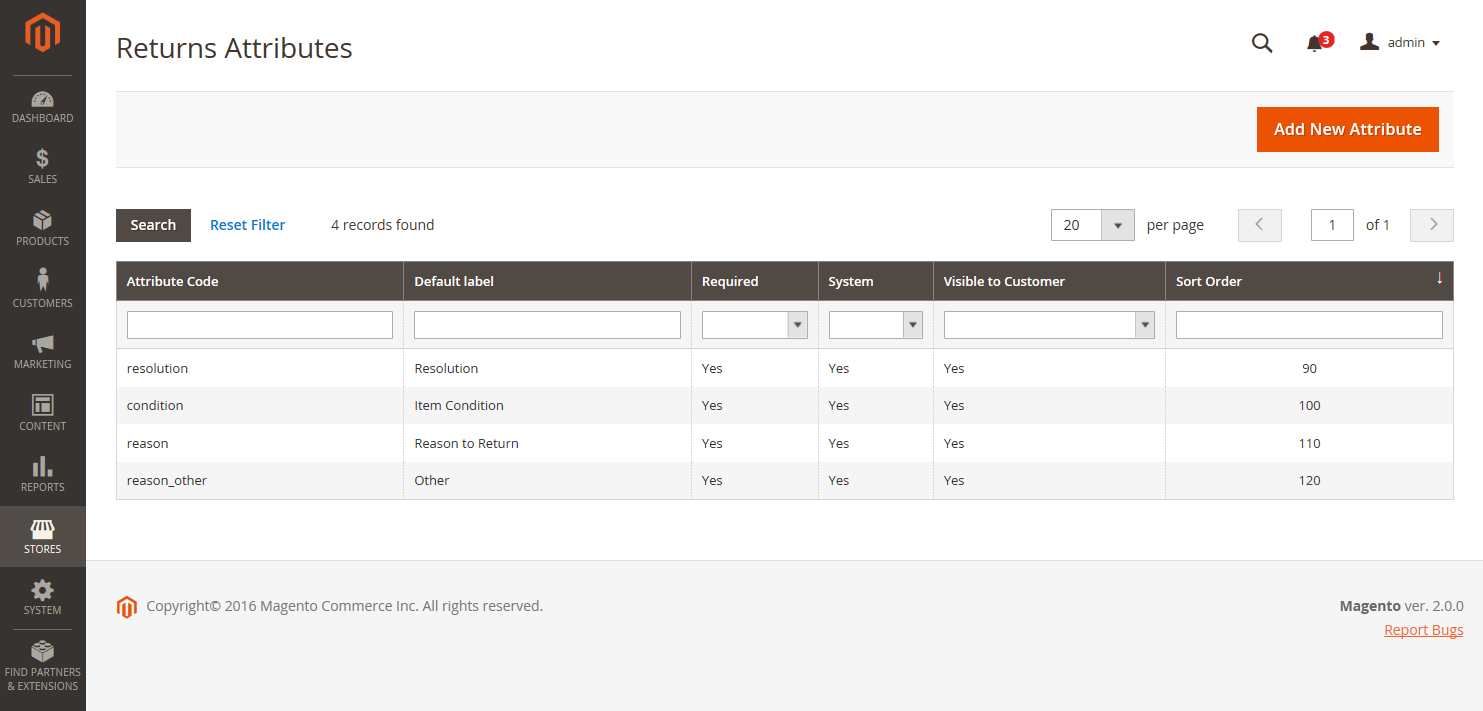 Returns Attributes
3
admin
DASHBOARD
SALES
PRODUCTS
CUSTOMERS
MARKETING
CONTENT
REPORTS
STORES
SYSTEM
FIND PARTNERS
& EXTENSIONS
Add New Attribute
Search Reset Filter 4 records found 20 per page 1 of 1
Attribute Code Default label Required System Visible to Customer Sort Order ↓
resolution Resolution Yes Yes Yes 90
condition Item Condition Yes Yes Yes 100
reason Reason to Return Yes Yes Yes 110
reason_other Other Yes Yes Yes 120
Copyright© 2016 Magento Commerce Inc. All rights reserved. Magento ver. 2.0.0
Report Bugs